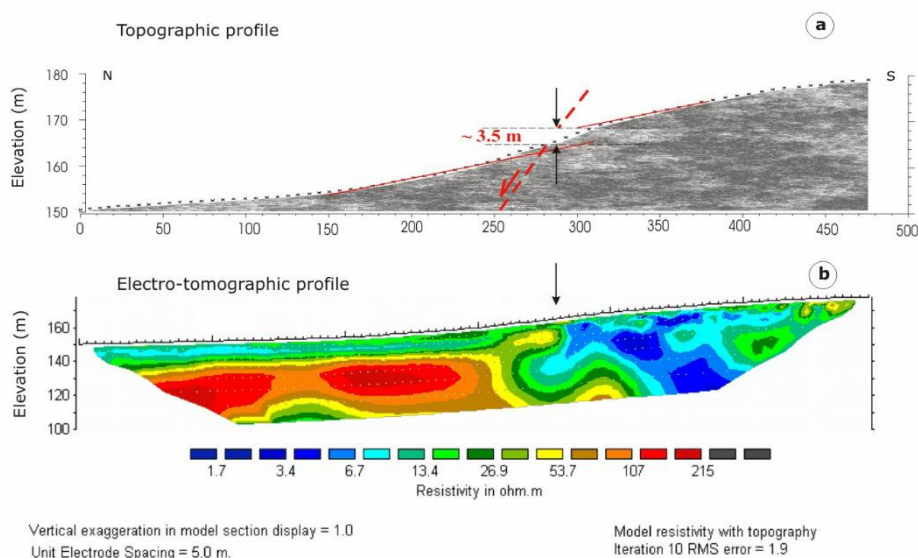 Topographic profile
a
Elevation (m)
180
170
160
150
N
S
~ 3.5 m
0 50 100 150 200 250 300 350 400 450 500
Electro-tomographic profile
b
Elevation (m)
160
140
120
100
1.7 3.4 6.7 13.4 26.9 53.7 107 215
Resistivity in ohm.m
Vertical exaggeration in model section display = 1.0
Unit Electrode Spacing = 5.0 m.
Model resistivity with topography
Iteration 10 RMS error = 1.9